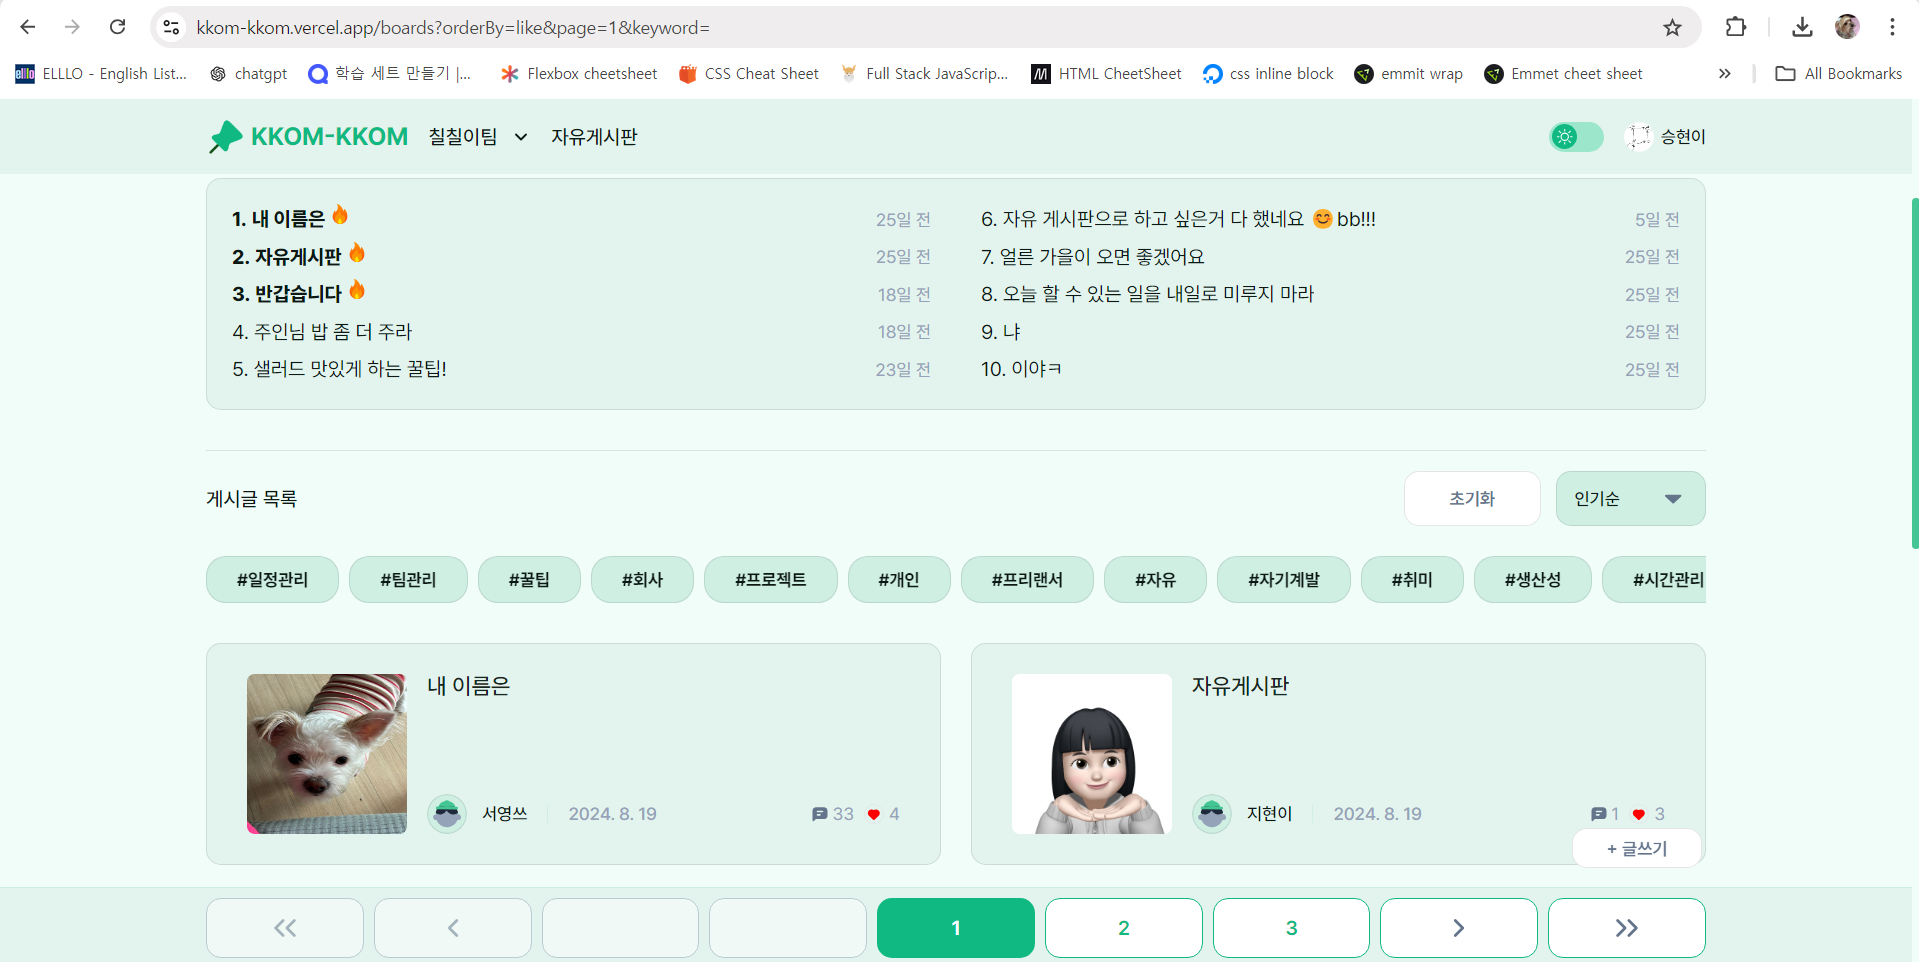 kkom-kkom.vercel.app/boards?orderBy=like&page=1&keyword=
ELLLO - English List...
chatgpt
학습 세트 만들기 |...
Flexbox cheetsheet
CSS Cheat Sheet
Full Stack JavaScrip...
HTML CheetSheet
css inline block
emmit wrap
Emmet cheet sheet
All Bookmarks
KKOM-KKOM
칠칠이팀
자유게시판
승현이
1. 내 이름은 🔥 25일 전
2. 자유게시판 🔥 25일 전
3. 반갑습니다 🔥 18일 전
4. 주인님 밥 좀 더 주라 18일 전
5. 샐러드 맛있게 하는 꿀팁! 23일 전
6. 자유 게시판으로 하고 싶은거 다 했네요 😊 bb!!! 5일 전
7. 얼른 가을이 오면 좋겠어요 25일 전
8. 오늘 할 수 있는 일을 내일로 미루지 마라 25일 전
9. 냐 25일 전
10. 이야ㅋ 25일 전
게시글 목록
초기화
인기순
#일정관리
#팀관리
#꿀팁
#회사
#프로젝트
#개인
#프리랜서
#자유
#자기계발
#취미
#생산성
#시간관리
내 이름은
서영쓰
2024. 8. 19
33
4
자유게시판
지현이
2024. 8. 19
1
3
+ 글쓰기
1
2
3